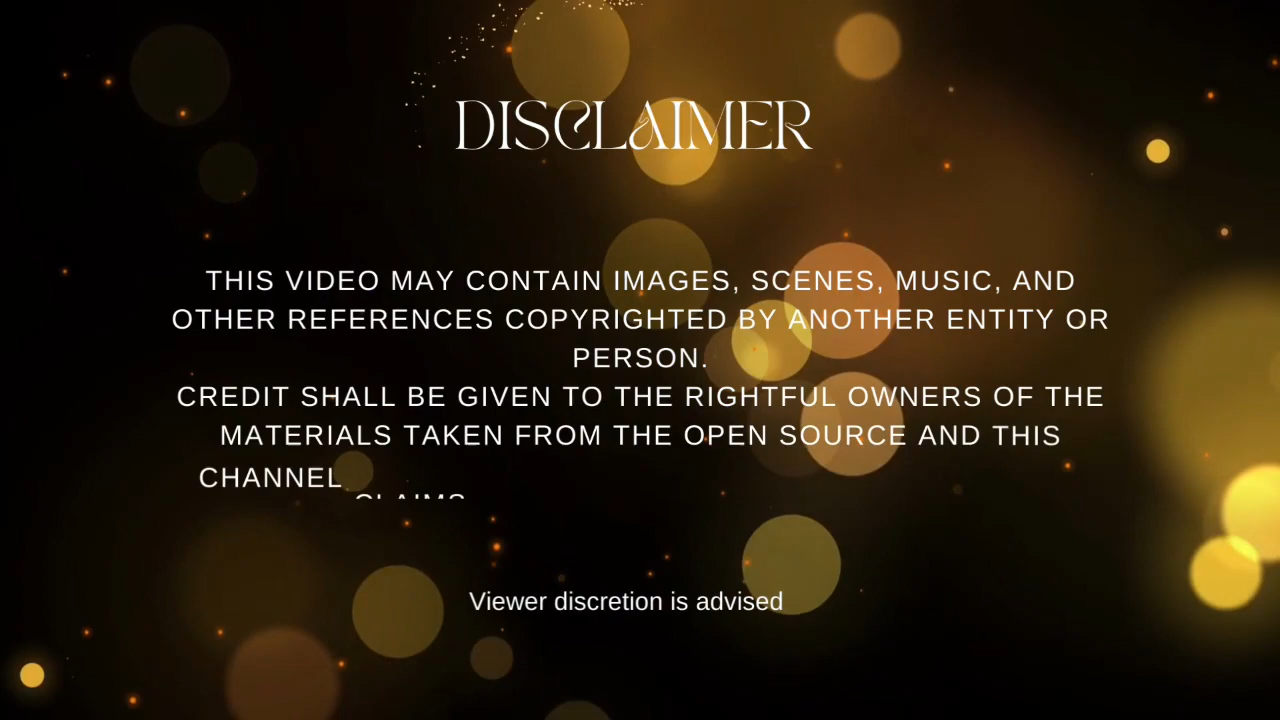 DISCLAIMER
THIS VIDEO MAY CONTAIN IMAGES, SCENES, MUSIC, AND
OTHER REFERENCES COPYRIGHTED BY ANOTHER ENTITY OR
PERSON.
CREDIT SHALL BE GIVEN TO THE RIGHTFUL OWNERS OF THE
MATERIALS TAKEN FROM THE OPEN SOURCE AND THIS
CHANNEL
CLAIMS
Viewer discretion is advised